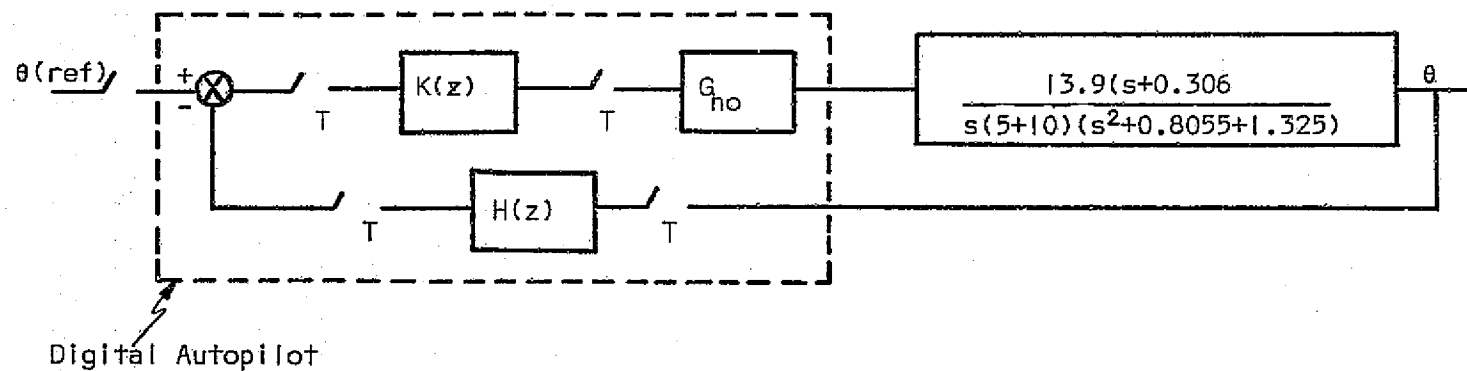 θ(ref)
+
-
T
K(z)
T
G_ho
13.9(s+0.306
s(5+10)(s²+0.8055+1.325)
θ
T
H(z)
T
Digital Autopilot